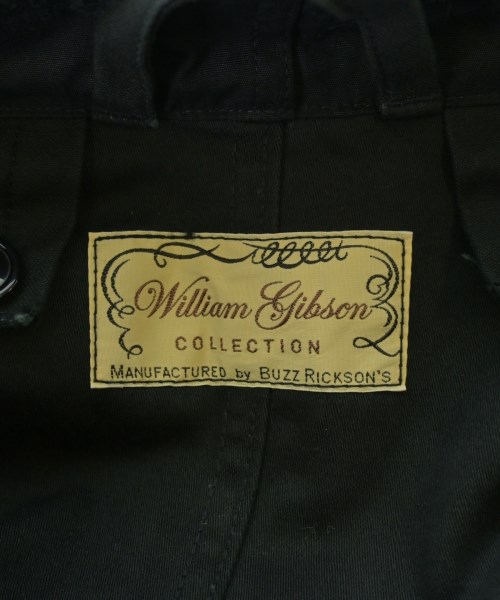 William Gibson
COLLECTION
MANUFACTURED by BUZZ RICKSON'S